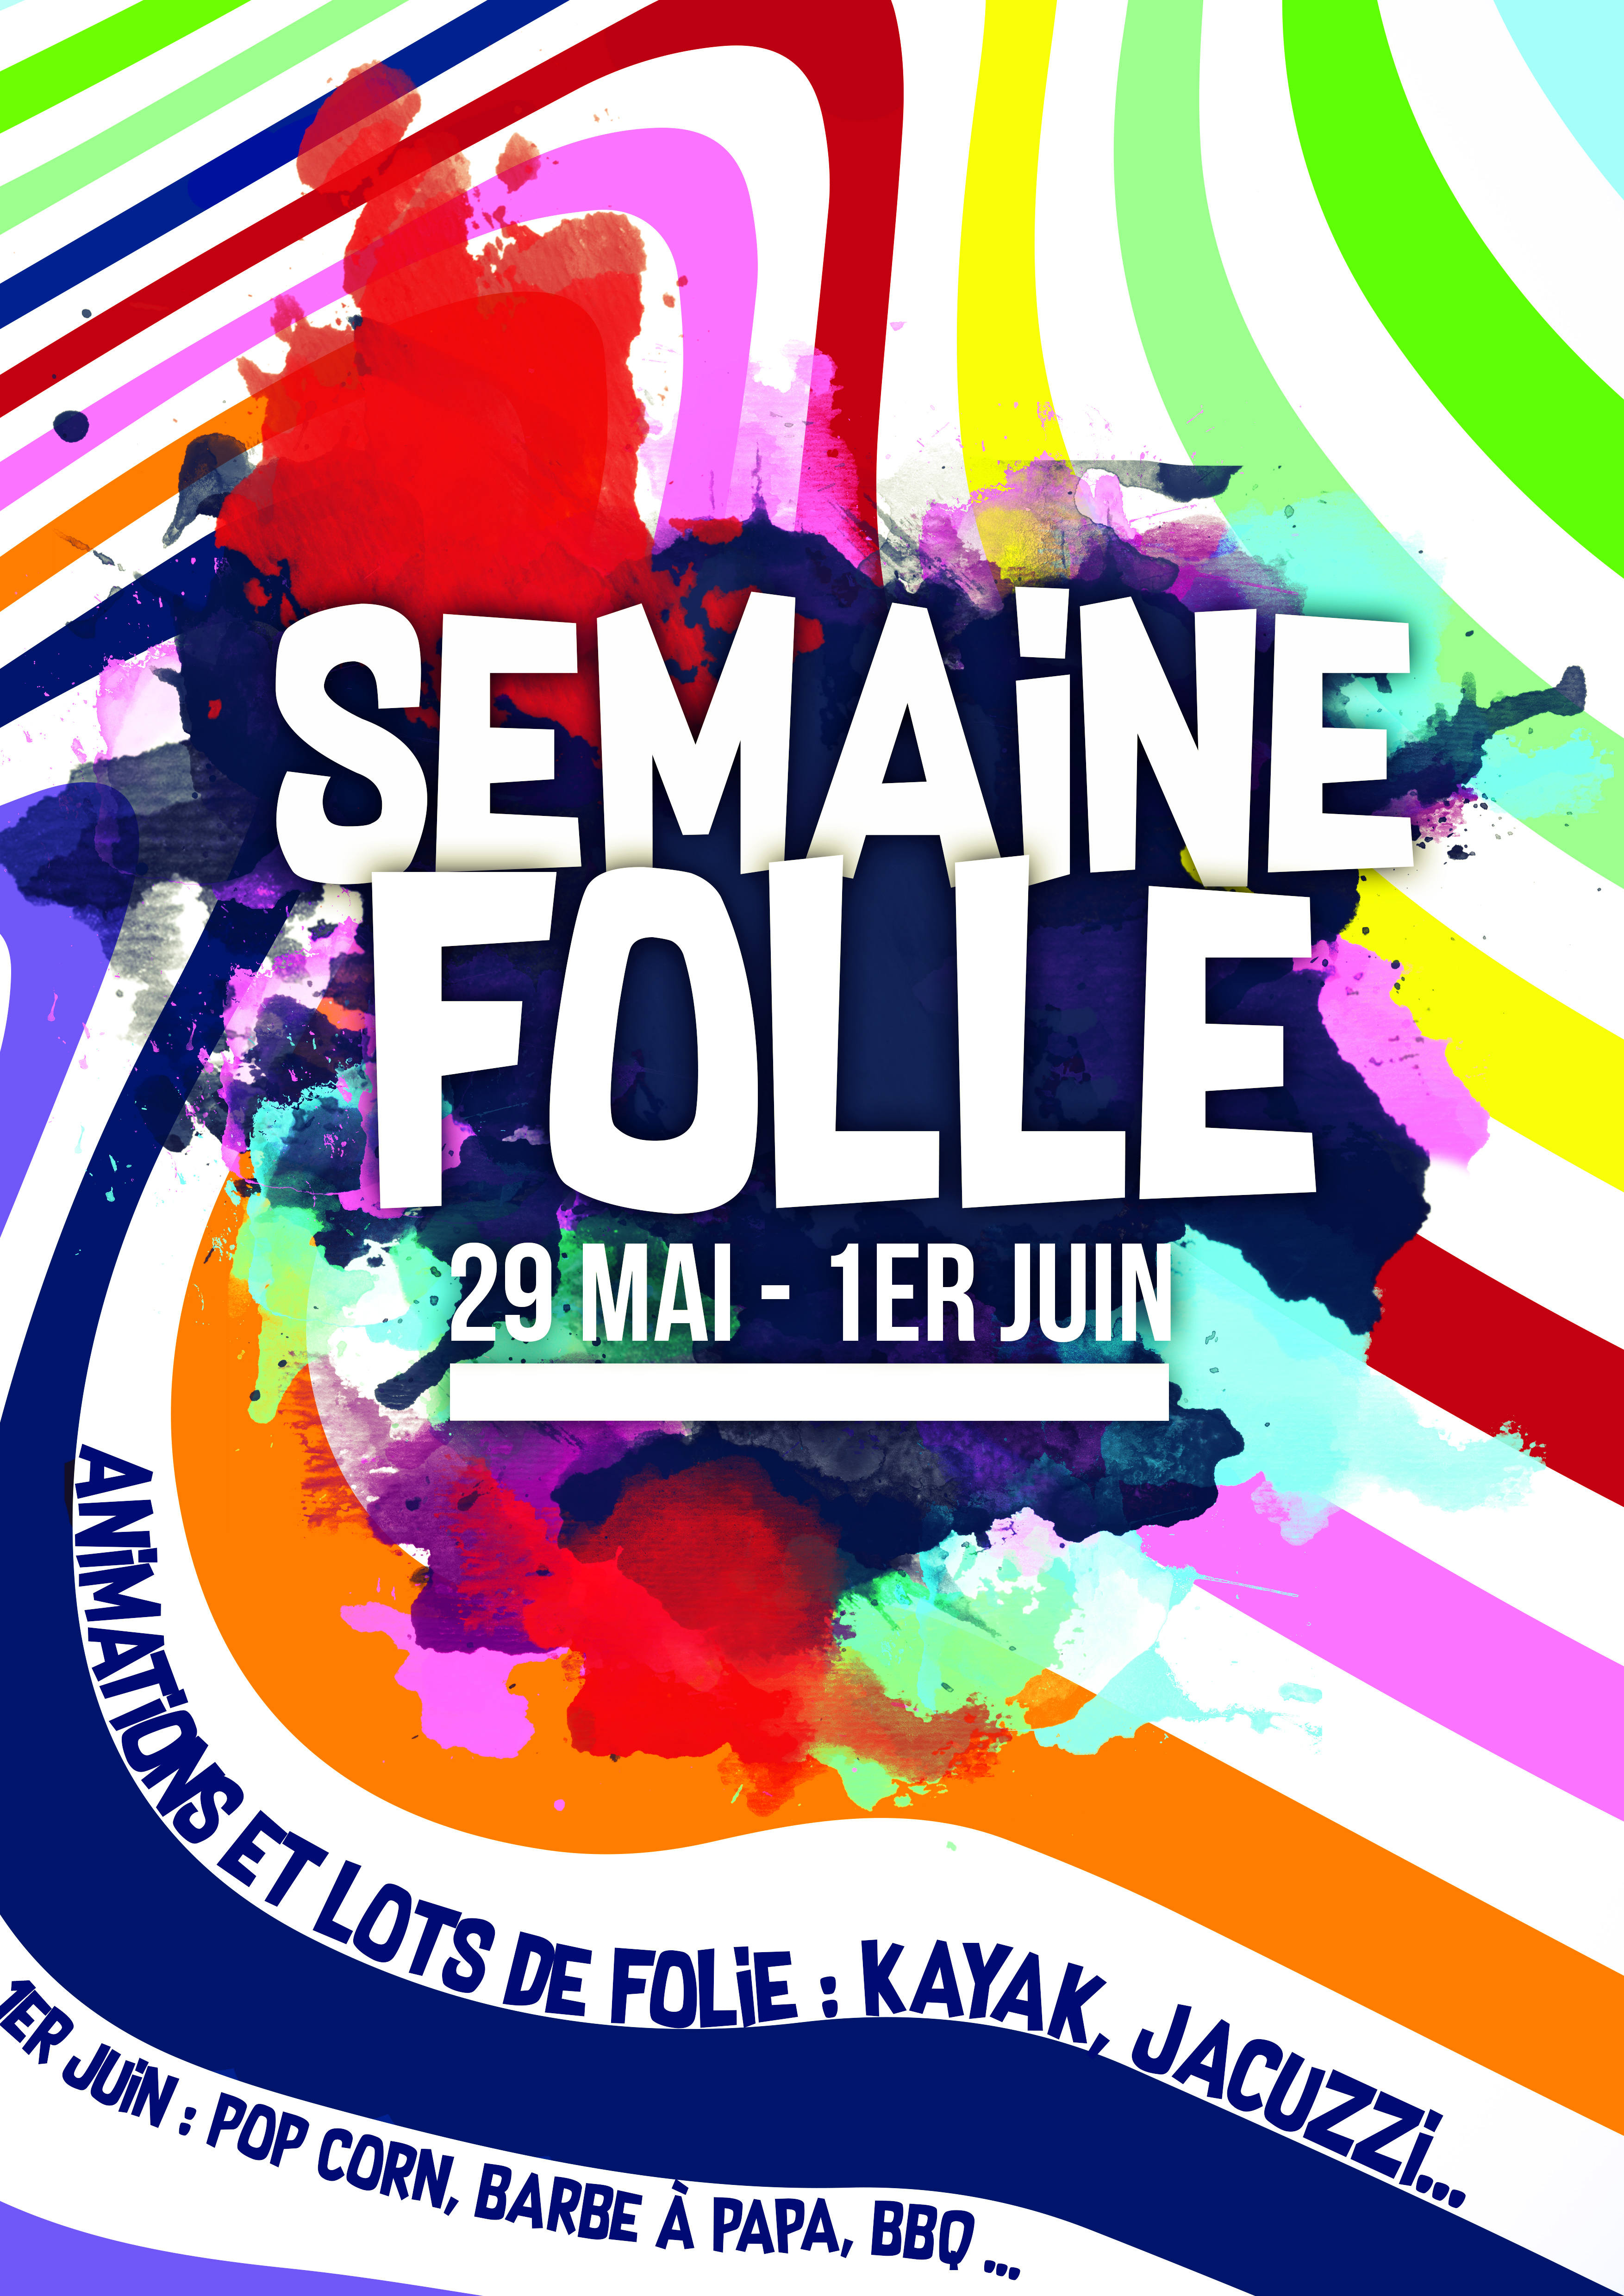 SEMAiNE
FOLLE
29 MAI - 1ER JUIN
ANiMATiONS ET LOTS DE FOLiE : KAYAK, JACUZZi...
1ER JUiN : POP CORN, BARBE À PAPA, BBQ ...